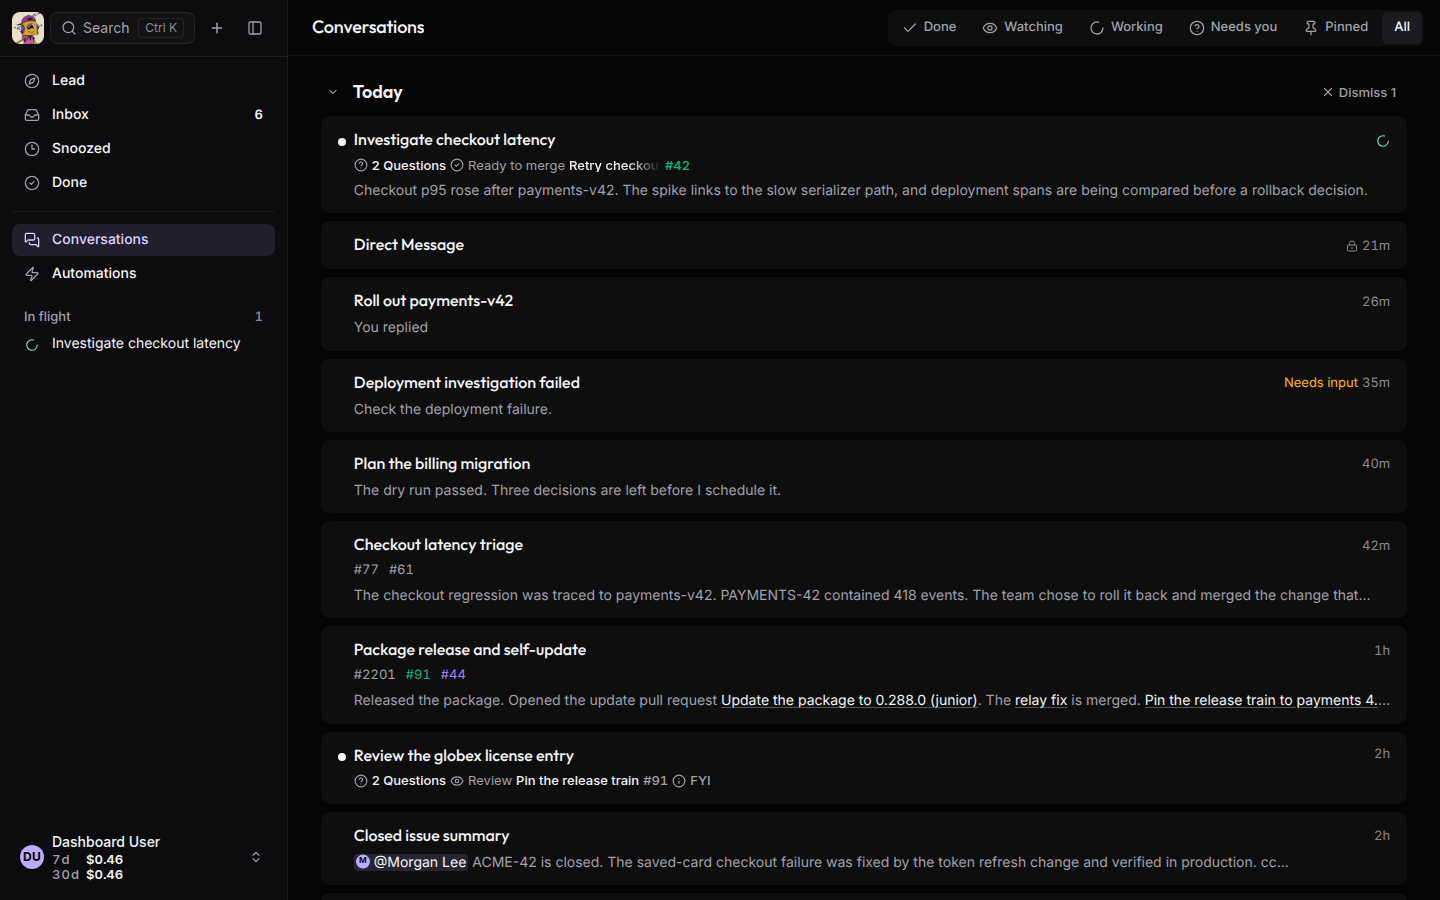 Search Ctrl K
Lead
Inbox 6
Snoozed
Done
Conversations
Automations
In flight 1
Investigate checkout latency
DU Dashboard User
7d $0.46
30d $0.46
Conversations
Done Watching Working Needs you Pinned All
Today Dismiss 1
Investigate checkout latency
2 Questions Ready to merge Retry checkou #42
Checkout p95 rose after payments-v42. The spike links to the slow serializer path, and deployment spans are being compared before a rollback decision.
Direct Message 21m
Roll out payments-v42 26m
You replied
Deployment investigation failed Needs input 35m
Check the deployment failure.
Plan the billing migration 40m
The dry run passed. Three decisions are left before I schedule it.
Checkout latency triage 42m
#77 #61
The checkout regression was traced to payments-v42. PAYMENTS-42 contained 418 events. The team chose to roll it back and merged the change that...
Package release and self-update 1h
#2201 #91 #44
Released the package. Opened the update pull request Update the package to 0.288.0 (junior). The relay fix is merged. Pin the release train to payments 4....
Review the globex license entry 2h
2 Questions Review Pin the release train #91 FYI
Closed issue summary 2h
M @Morgan Lee ACME-42 is closed. The saved-card checkout failure was fixed by the token refresh change and verified in production. cc...